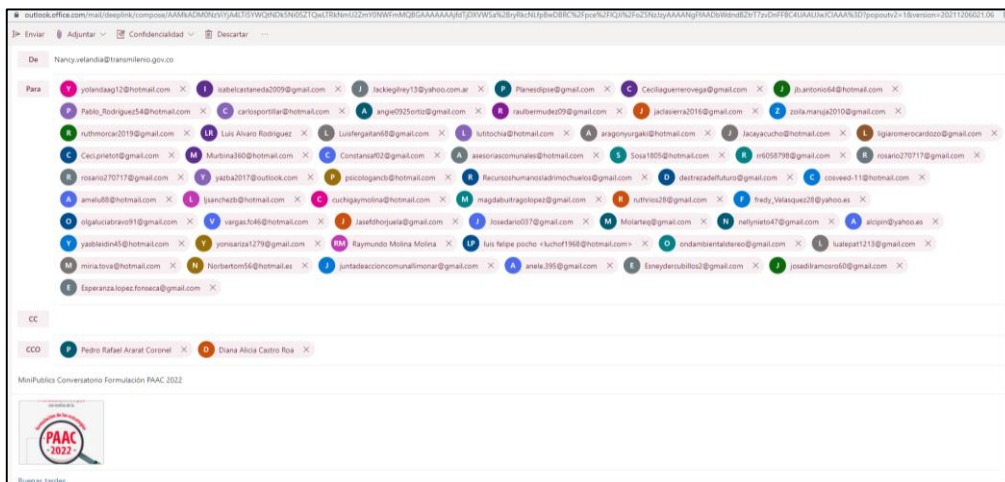 Enviar Adjuntar Confidencialidad Descartar ...
De Nancy.velandia@transmilenio.gov.co
Para Y yolandaag12@hotmail.com I isabelcastaneda2009@gmail.com J Jackiegilrey13@yahoo.com.ar P Planesdipse@gmail.com C Ceciliaguerrerovega@gmail.com J jb.antonio64@hotmail.com
P Pablo_Rodriguez54@hotmail.com C carlosportillar@hotmail.com A angie0925ortiz@gmail.com R raulbermudez09@gmail.com J jaclasierra2016@gmail.com Z zoila.maruja2010@gmail.com
R ruthmorcar2019@gmail.com LR Luis Alvaro Rodriguez L Luisfergaitan68@gmail.com L lutitochia@hotmail.com A aragonyurgaki@hotmail.com J Jacayacucho@hotmail.com L ligiaromerocardozo@gmail.com
C Ceci.prietot@gmail.com M Murbina360@hotmail.com C Constansaf02@gmail.com A asesoriascomunales@hotmail.com S Sosa1805@hotmail.com R rr6058798@gmail.com R rosario270717@gmail.com
R rosario270717@gmail.com Y yazba2017@outlook.com P psicologancb@hotmail.com R Recursoshumanosladrimochuelos@gmail.com D destrezadelfuturo@gmail.com C cosveed-11@hotmail.com
A amelu88@hotmail.com L ljsanchezb@hotmail.com C cuchigaymolina@hotmail.com M magdabuitragolopez@gmail.com R ruthrios28@gmail.com F fredy_Velasquez28@yahoo.es
O olgaluciabravo91@gmail.com V vargas.fc46@hotmail.com J Jasefdhorjuela@gmail.com J Josedario037@gmail.com M Molarteq@gmail.com N nellynieto47@gmail.com A alcipin@yahoo.es
Y yableidin45@hotmail.com Y yonisariza1279@gmail.com RM Raymundo Molina Molina LP luis felipe pocho <luchof1968@hotmail.com> O ondambientaldereo@gmail.com L lualepat1213@gmail.com
M miria.tova@hotmail.com N Norbertom56@hotmail.es J juntadeaccioncomunallimonar@gmail.com A anele.395@gmail.com E Esneydercubillos2@gmail.com J josedilramosro60@gmail.com
E Esperanza.lopez.fonseca@gmail.com
CC
CCO P Pedro Rafael Ararat Coronel D Diana Alicia Castro Roa
MiniPublics Conversatorio Formulación PAAC 2022
Formulación de las estrategias
PAAC
2022
Buenas tardes